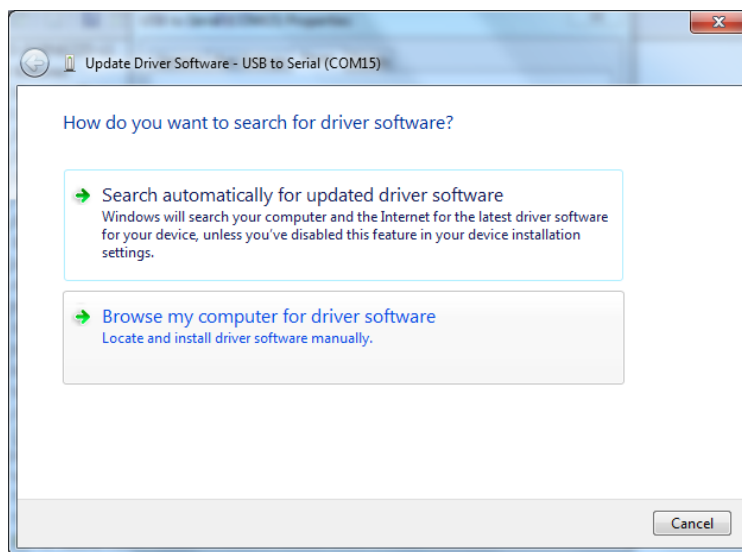 Update Driver Software - USB to Serial (COM15)
How do you want to search for driver software?
Search automatically for updated driver software
Windows will search your computer and the Internet for the latest driver software
for your device, unless you've disabled this feature in your device installation
settings.
Browse my computer for driver software
Locate and install driver software manually.
Cancel